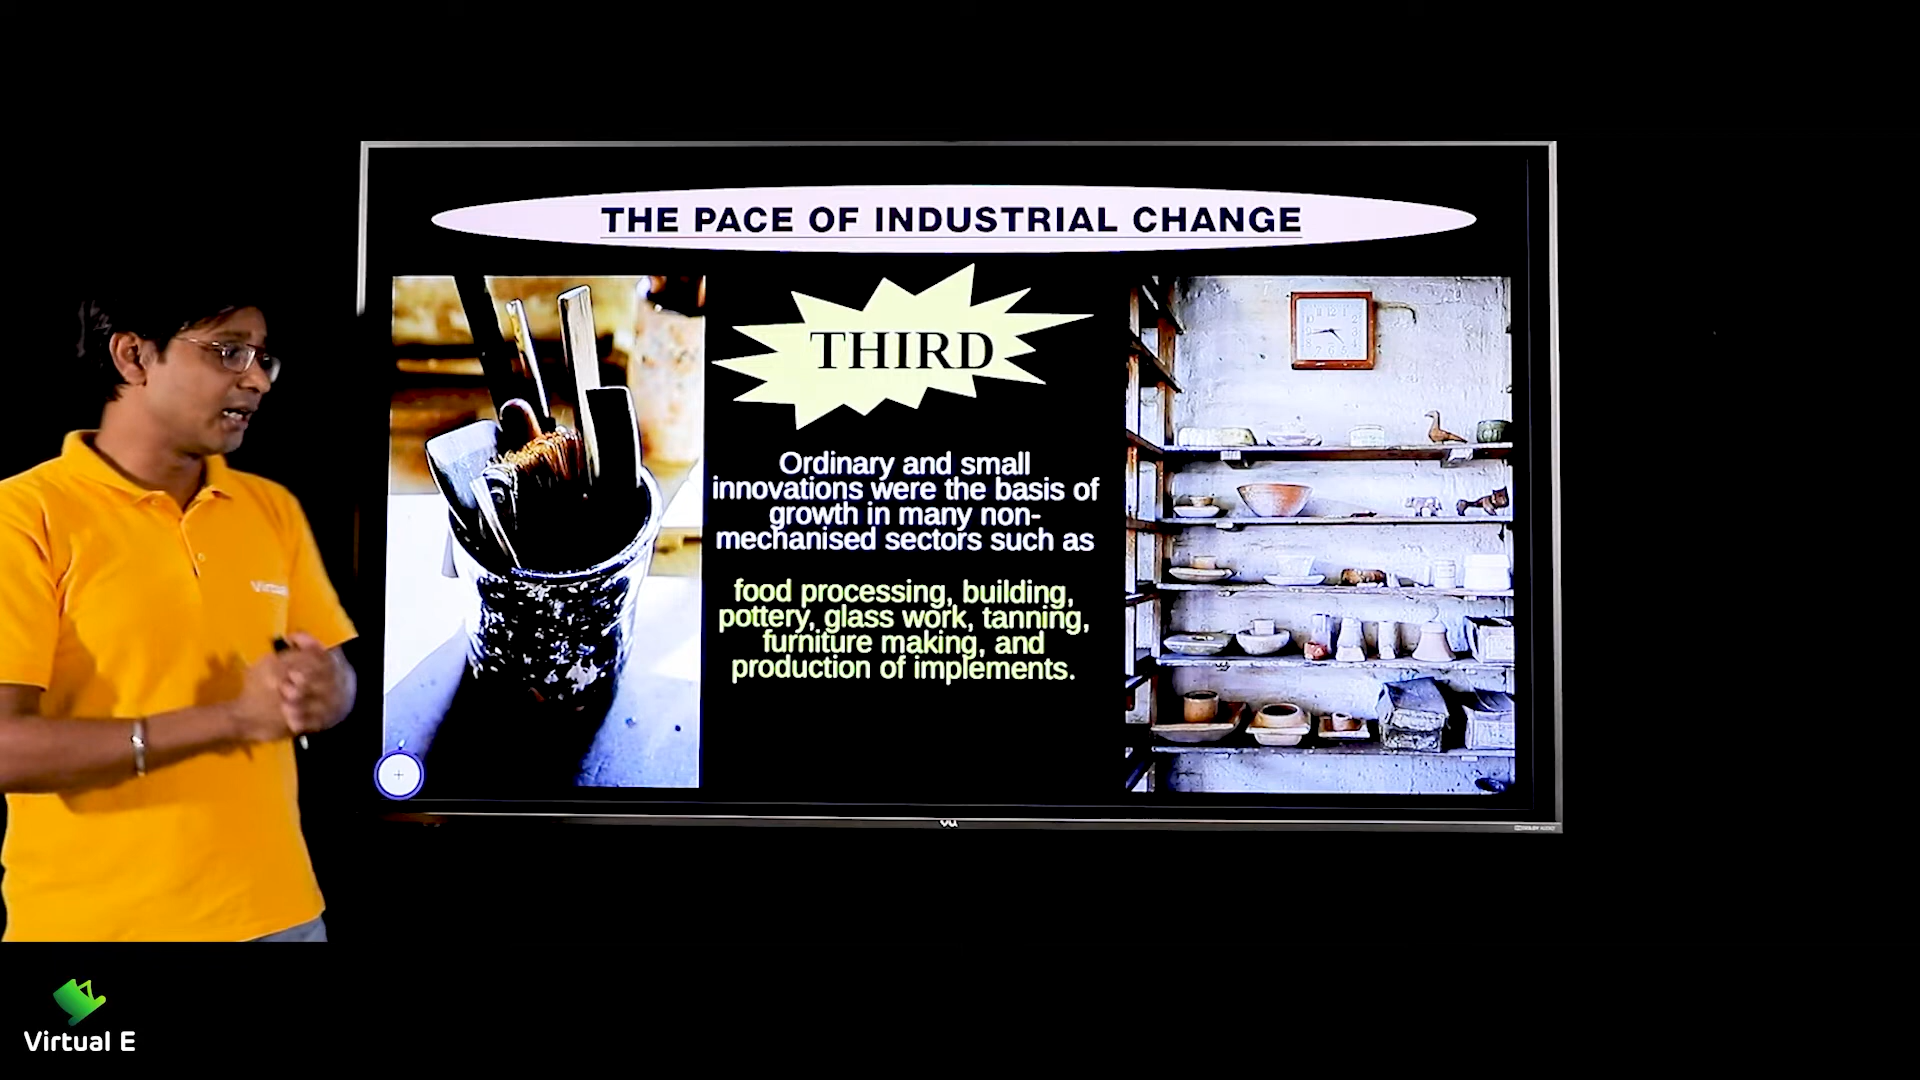 THE PACE OF INDUSTRIAL CHANGE
THIRD
Ordinary and small
innovations were the basis of
growth in many non-
mechanised sectors such as
food processing, building,
pottery, glass work, tanning,
furniture making, and
production of implements.
Virtual
Virtual E